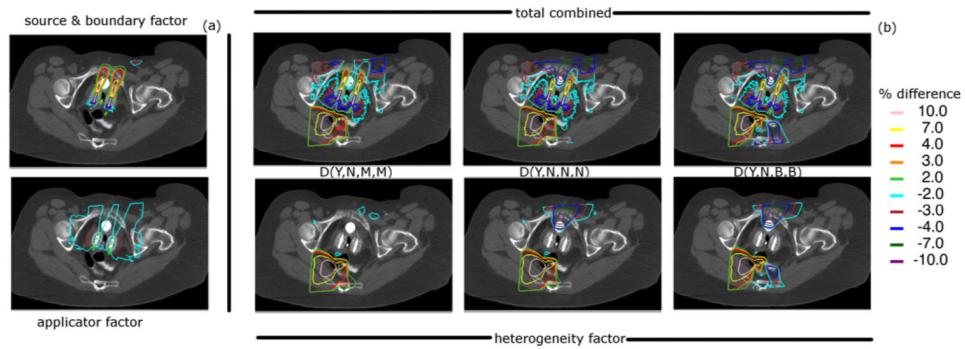 source & boundary factor
(a)
total combined
(b)
D(Y,N,M,M)
D(Y,N,N,N)
D(Y,N,B,B)
% difference
10.0
7.0
4.0
3.0
2.0
-2.0
-3.0
-4.0
-7.0
-10.0
applicator factor
heterogeneity factor